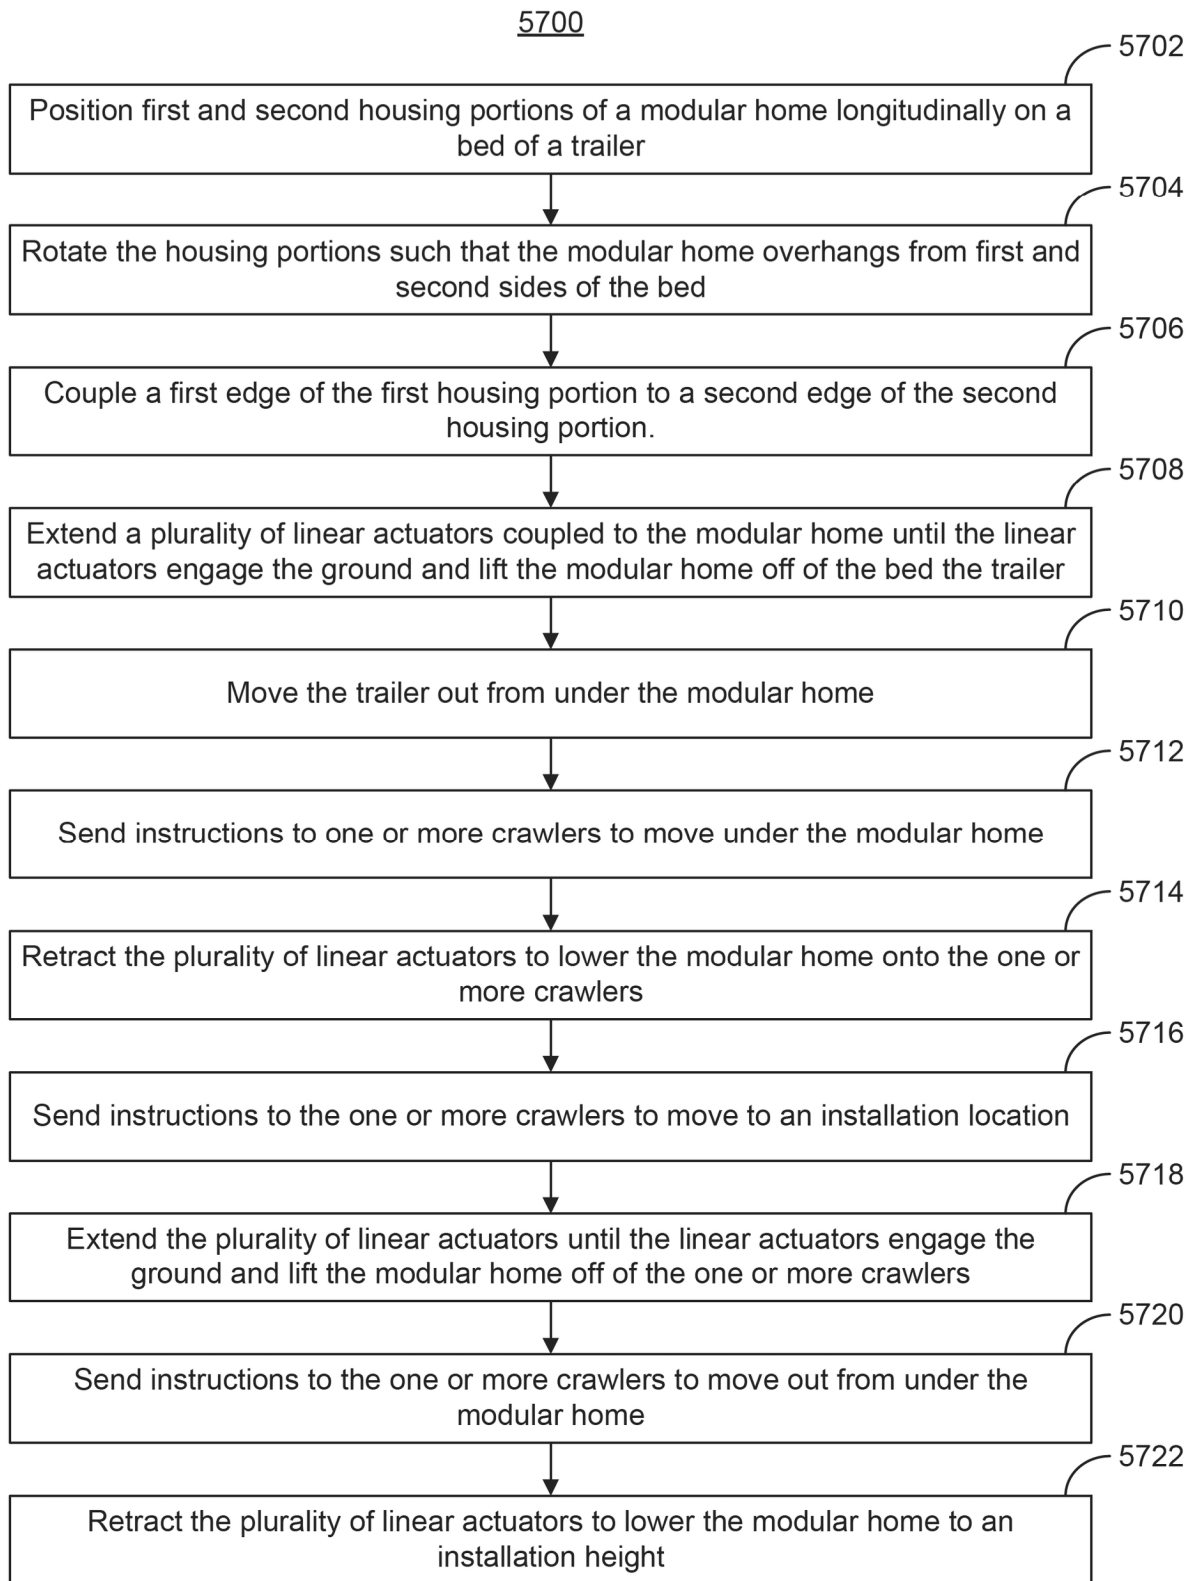 5700
5702
Position first and second housing portions of a modular home longitudinally on a
bed of a trailer
5704
Rotate the housing portions such that the modular home overhangs from first and
second sides of the bed
5706
Couple a first edge of the first housing portion to a second edge of the second
housing portion.
5708
Extend a plurality of linear actuators coupled to the modular home until the linear
actuators engage the ground and lift the modular home off of the bed the trailer
5710
Move the trailer out from under the modular home
5712
Send instructions to one or more crawlers to move under the modular home
5714
Retract the plurality of linear actuators to lower the modular home onto the one or
more crawlers
5716
Send instructions to the one or more crawlers to move to an installation location
5718
Extend the plurality of linear actuators until the linear actuators engage the
ground and lift the modular home off of the one or more crawlers
5720
Send instructions to the one or more crawlers to move out from under the
modular home
5722
Retract the plurality of linear actuators to lower the modular home to an
installation height